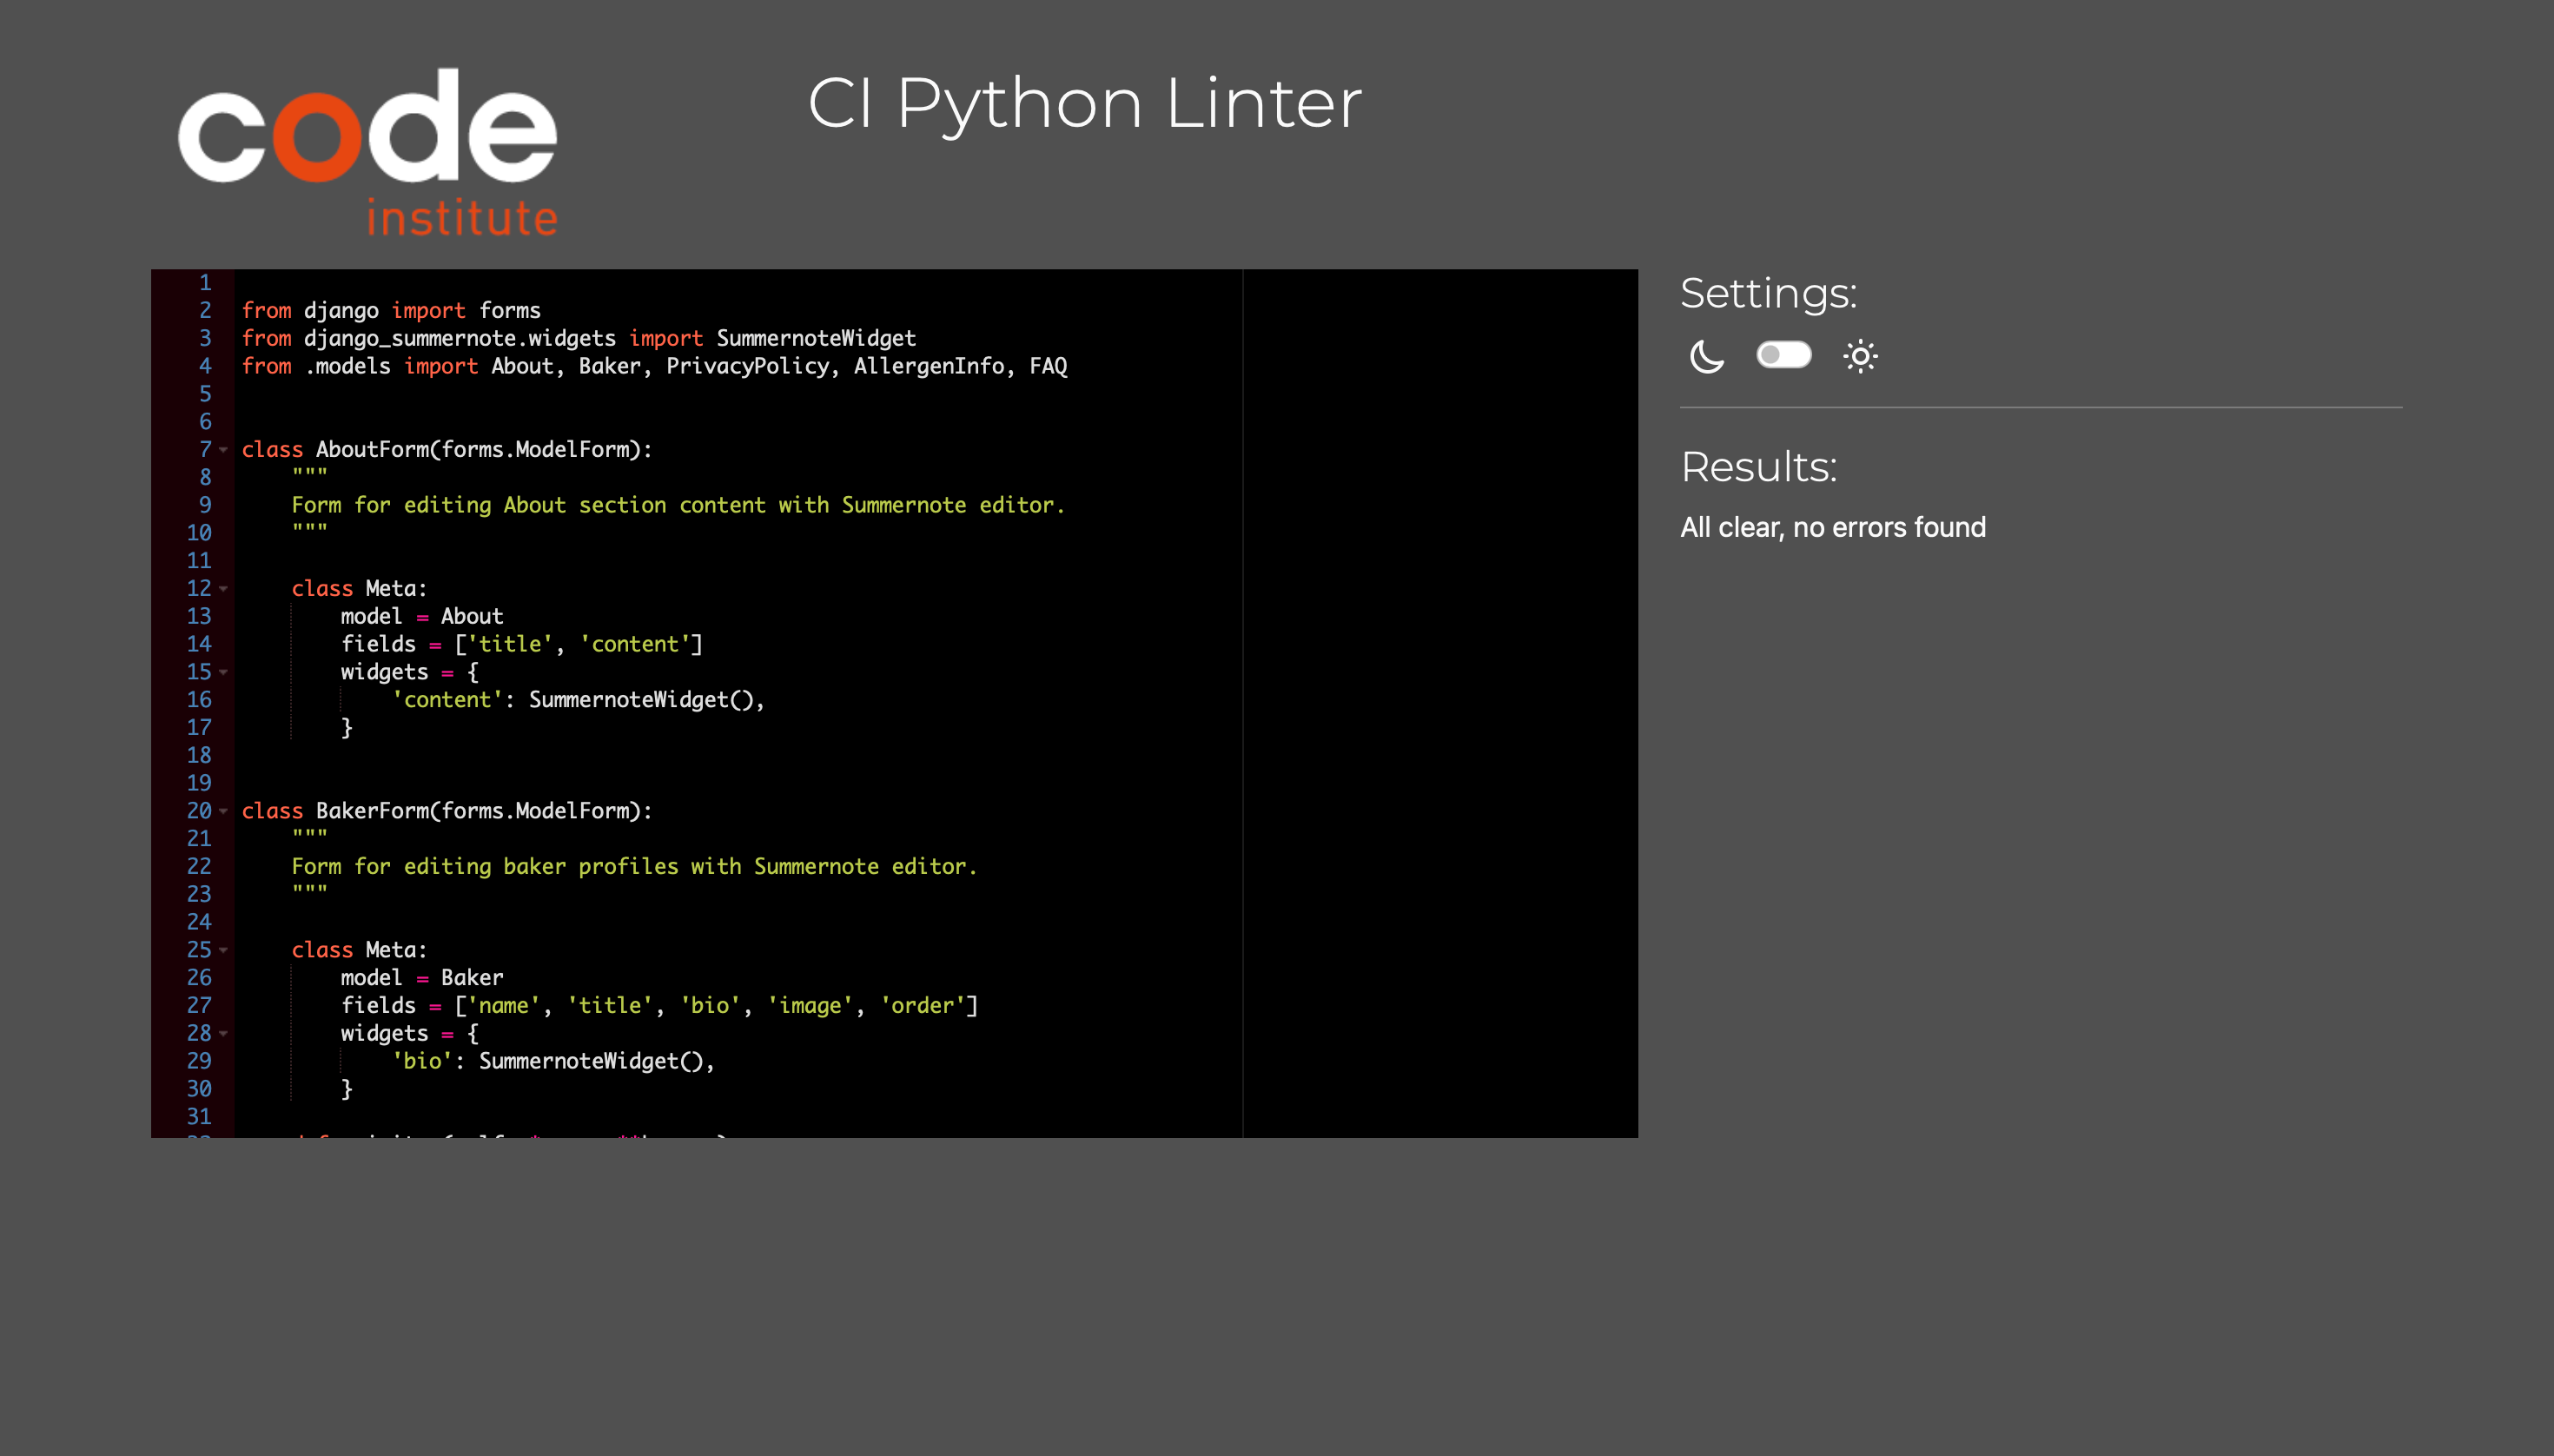 code
institute
CI Python Linter
1
2 from django import forms
3 from django_summernote.widgets import SummernoteWidget
4 from .models import About, Baker, PrivacyPolicy, AllergenInfo, FAQ
5
6
7 class AboutForm(forms.ModelForm):
8     """
9     Form for editing About section content with Summernote editor.
10     """
11
12     class Meta:
13         model = About
14         fields = ['title', 'content']
15         widgets = {
16             'content': SummernoteWidget(),
17         }
18
19
20 class BakerForm(forms.ModelForm):
21     """
22     Form for editing baker profiles with Summernote editor.
23     """
24
25     class Meta:
26         model = Baker
27         fields = ['name', 'title', 'bio', 'image', 'order']
28         widgets = {
29             'bio': SummernoteWidget(),
30         }
31
Settings:
Results:
All clear, no errors found